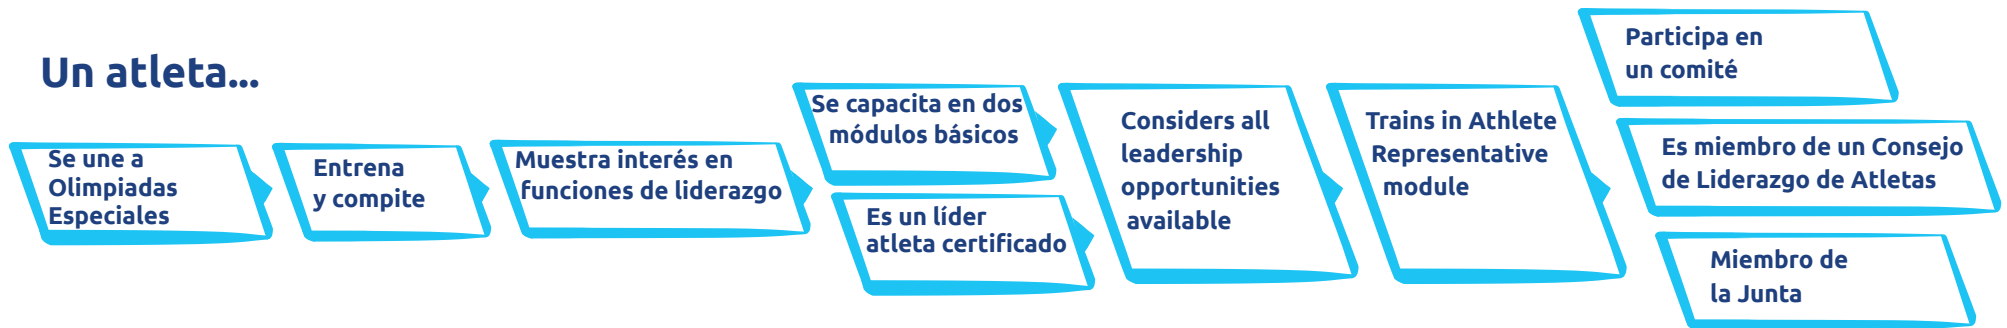 Un atleta...
Se une a
Olimpiadas
Especiales
Entrena
y compite
Muestra interés en
funciones de liderazgo
Se capacita en dos
módulos básicos
Es un líder
atleta certificado
Considers all
leadership
opportunities
available
Trains in Athlete
Representative
module
Participa en
un comité
Es miembro de un Consejo
de Liderazgo de Atletas
Miembro de
la Junta